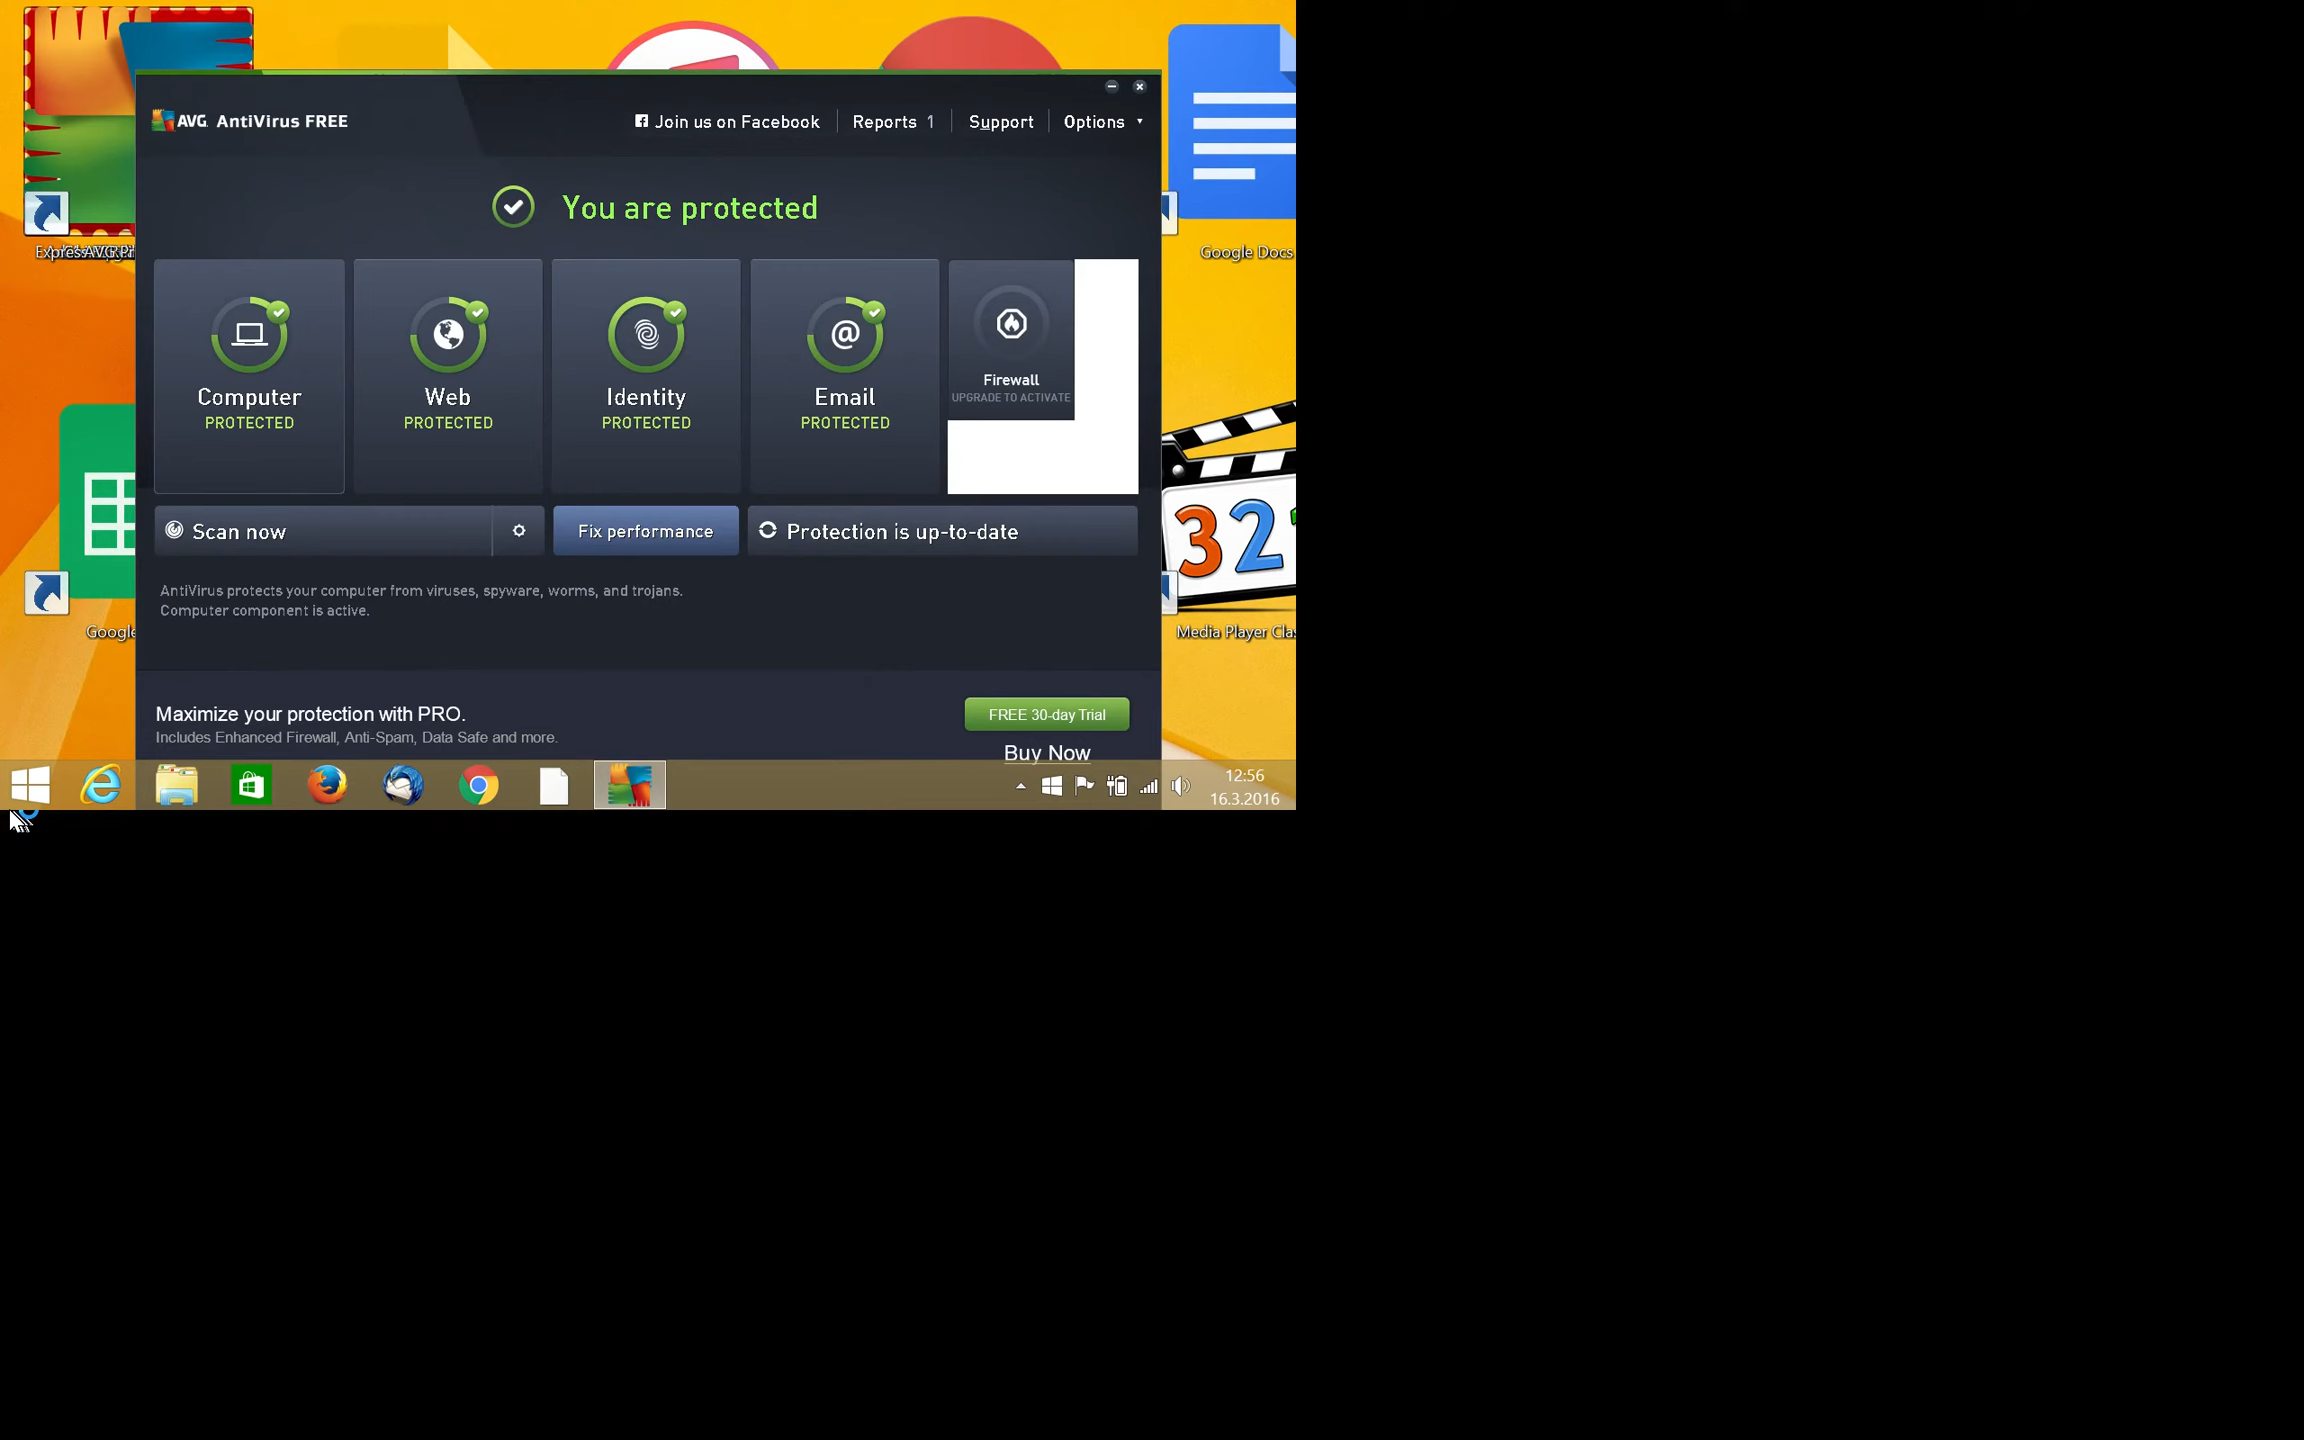 AVG. AntiVirus FREE
Join us on Facebook
Reports 1
Support
Options
You are protected
Google Docs
Computer
PROTECTED
Web
PROTECTED
Identity
PROTECTED
Email
PROTECTED
Firewall
UPGRADE TO ACTIVATE
Scan now
Fix performance
Protection is up-to-date
321
AntiVirus protects your computer from viruses, spyware, worms, and trojans.
Computer component is active.
Google
Media Player Cla
Maximize your protection with PRO.
Includes Enhanced Firewall, Anti-Spam, Data Safe and more.
FREE 30-day Trial
Buy Now
12:56
16.3.2016